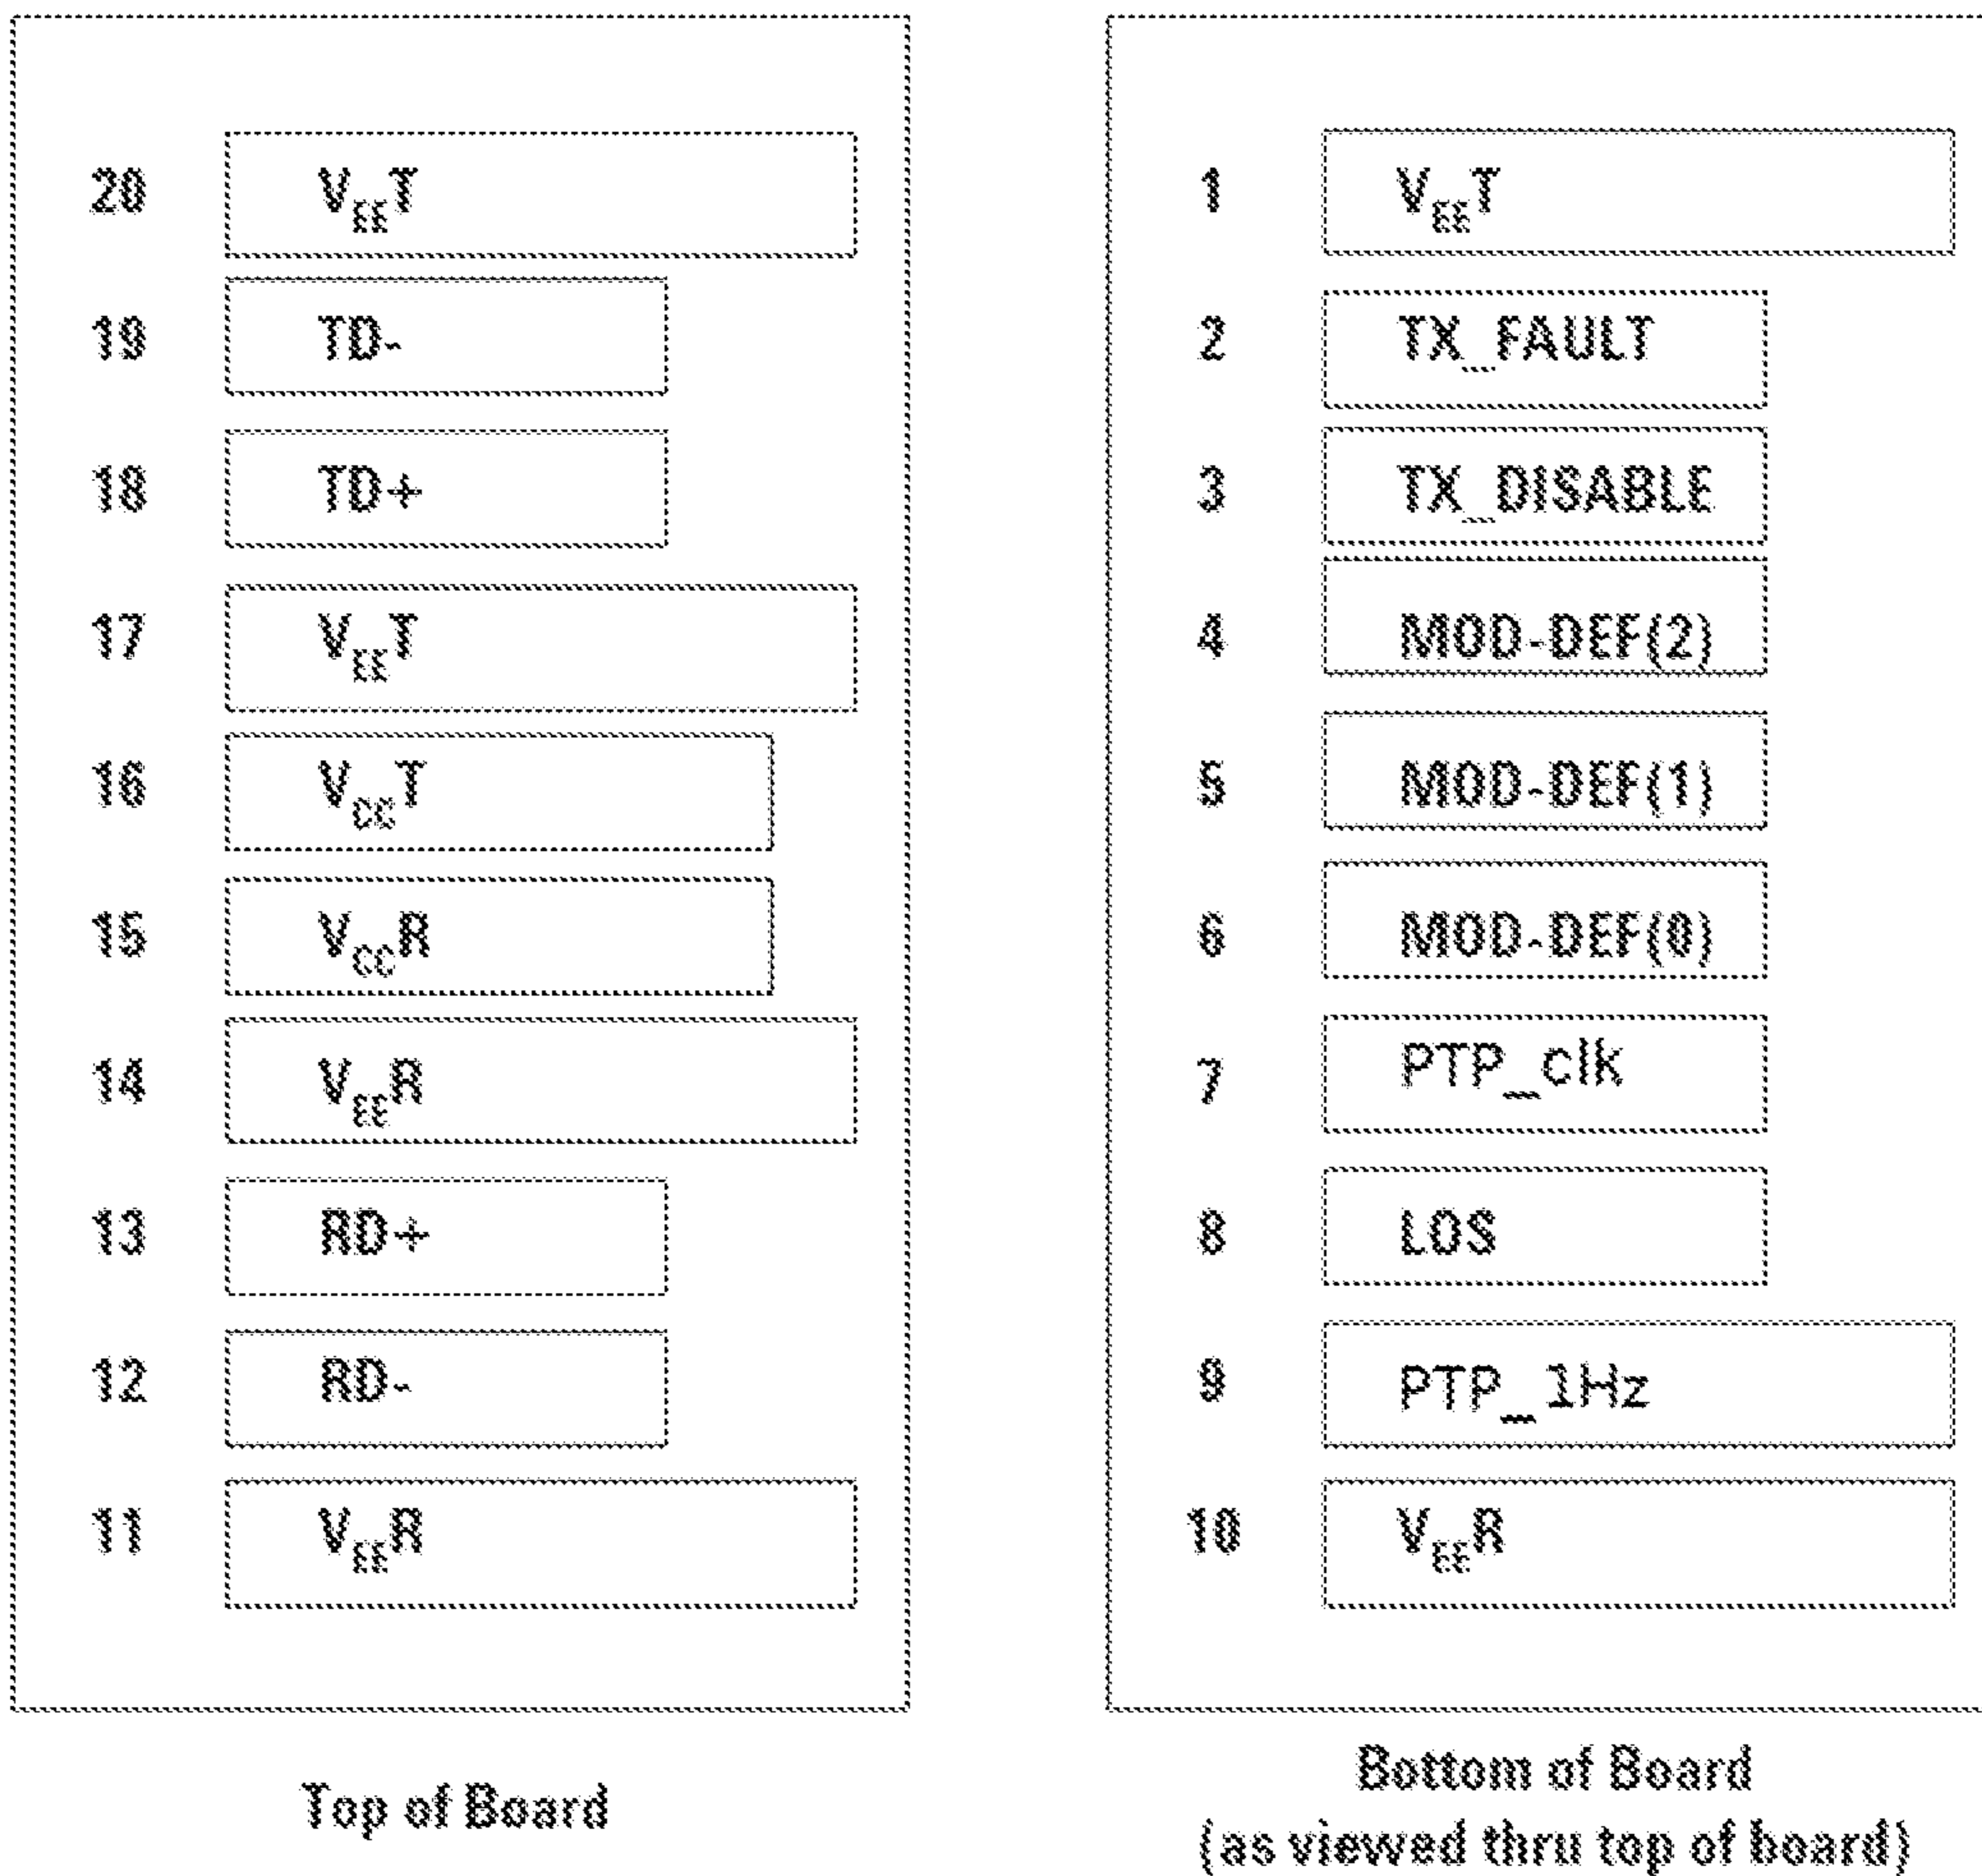 20 VEET
19 TD-
18 TD+
17 VEET
16 VCCT
15 VCCR
14 VEER
13 RD+
12 RD-
11 VEER
Top of Board
1 VEET
2 TX_FAULT
3 TX_DISABLE
4 MOD-DEF(2)
5 MOD-DEF(1)
6 MOD-DEF(0)
7 PTP_clk
8 LOS
9 PTP_1Hz
10 VEER
Bottom of Board
(as viewed thru top of board)